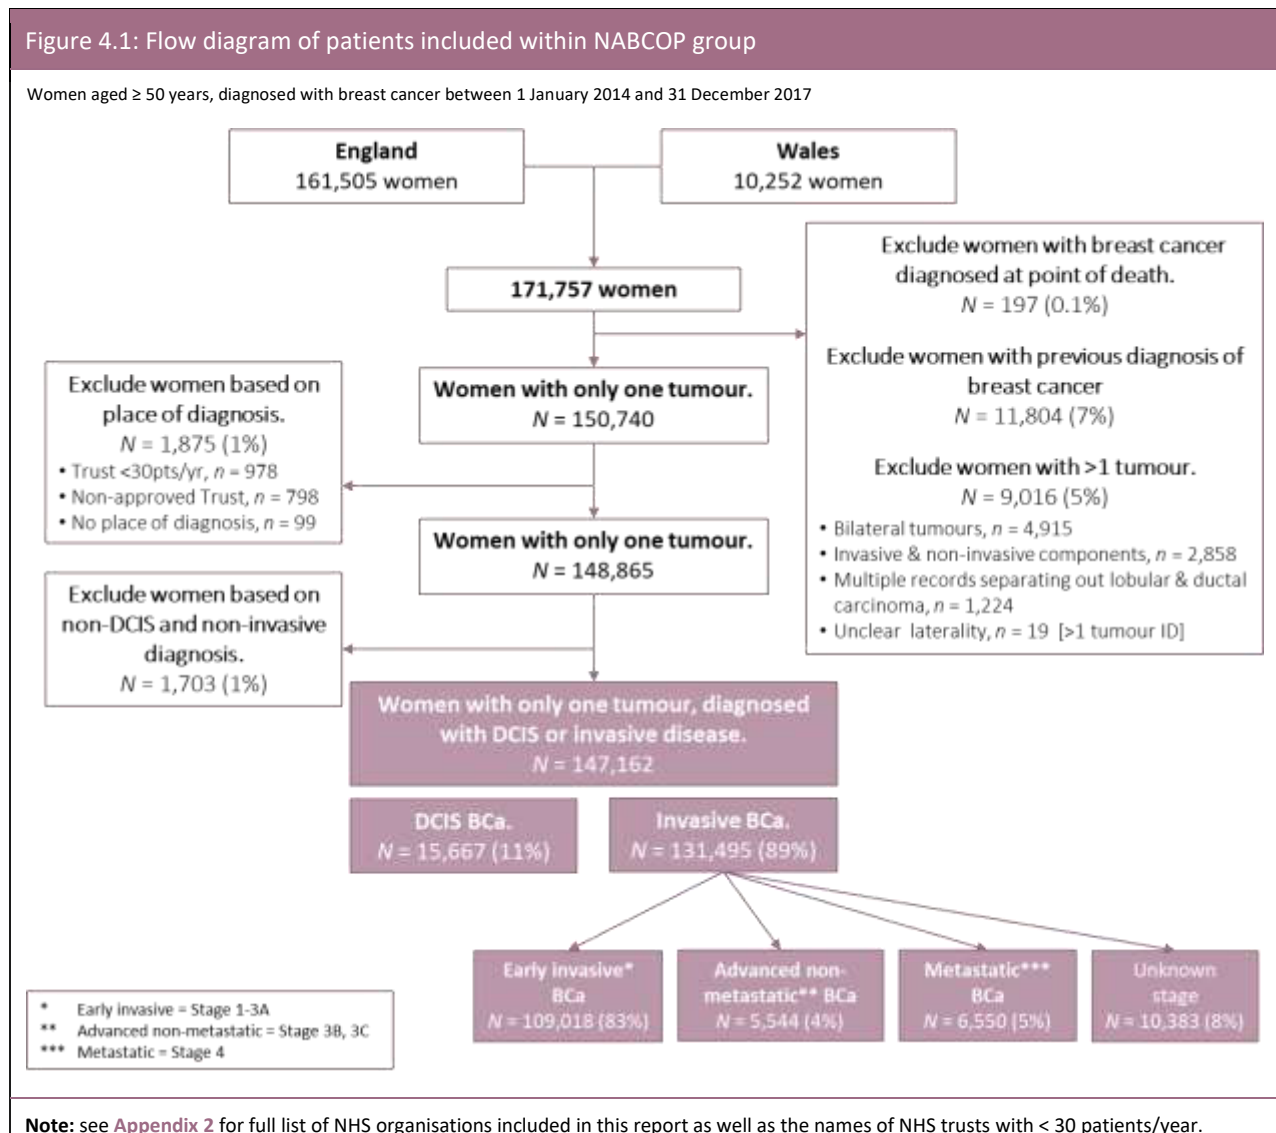 Figure 4.1: Flow diagram of patients included within NABCOP group
Women aged ≥ 50 years, diagnosed with breast cancer between 1 January 2014 and 31 December 2017
England
161,505 women
Wales
10,252 women
171,757 women
Exclude women with breast cancer
diagnosed at point of death.
N = 197 (0.1%)
Exclude women with previous diagnosis of
breast cancer
N = 11,804 (7%)
Exclude women with >1 tumour.
N = 9,016 (5%)
• Bilateral tumours, n = 4,915
• Invasive & non-invasive components, n = 2,858
• Multiple records separating out lobular & ductal
carcinoma, n = 1,224
• Unclear laterality, n = 19 [>1 tumour ID]
Women with only one tumour.
N = 150,740
Exclude women based on
place of diagnosis.
N = 1,875 (1%)
• Trust <30pts/yr, n = 978
• Non-approved Trust, n = 798
• No place of diagnosis, n = 99
Women with only one tumour.
N = 148,865
Exclude women based on
non-DCIS and non-invasive
diagnosis.
N = 1,703 (1%)
Women with only one tumour, diagnosed
with DCIS or invasive disease.
N = 147,162
DCIS BCa.
N = 15,667 (11%)
Invasive BCa.
N = 131,495 (89%)
Early invasive*
BCa
N = 109,018 (83%)
Advanced non-
metastatic** BCa
N = 5,544 (4%)
Metastatic***
BCa
N = 6,550 (5%)
Unknown
stage
N = 10,383 (8%)
* Early invasive = Stage 1-3A
** Advanced non-metastatic = Stage 3B, 3C
*** Metastatic = Stage 4
Note: see Appendix 2 for full list of NHS organisations included in this report as well as the names of NHS trusts with < 30 patients/year.